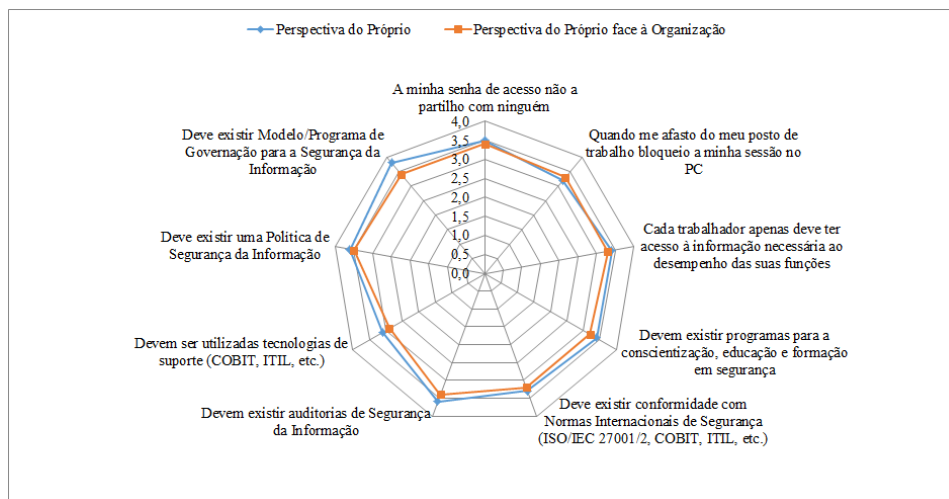 Perspectiva do Próprio
Perspectiva do Próprio face à Organização
A minha senha de acesso não a
partilho com ninguém
Quando me afasto do meu posto de
trabalho bloqueio a minha sessão no
PC
Cada trabalhador apenas deve ter
acesso à informação necessária ao
desempenho das suas funções
Devem existir programas para a
conscientização, educação e formação
em segurança
Deve existir conformidade com
Normas Internacionais de Segurança
(ISO/IEC 27001/2, COBIT, ITIL, etc.)
Devem existir auditorias de Segurança
da Informação
Devem ser utilizadas tecnologias de
suporte (COBIT, ITIL, etc.)
Deve existir uma Política de
Segurança da Informação
Deve existir Modelo/Programa de
Governação para a Segurança da
Informação
4,0
3,5
3,0
2,5
2,0
1,5
1,0
0,5
0,0